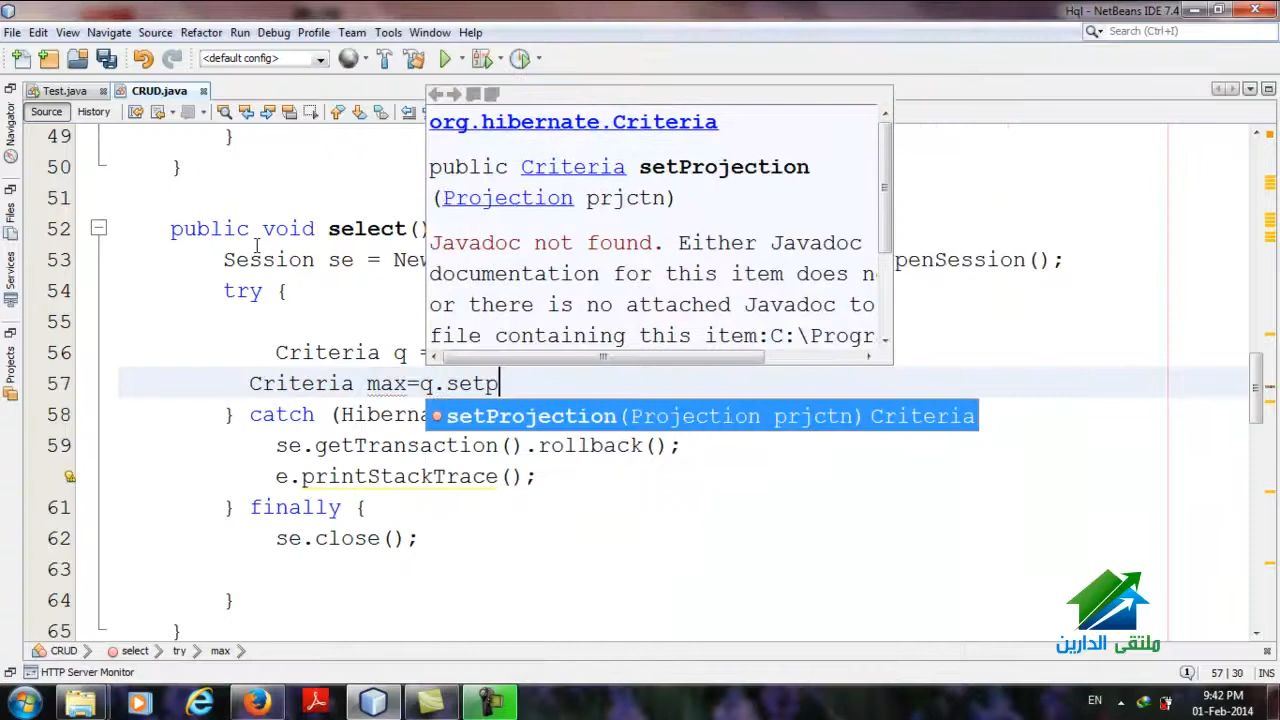 Hql - NetBeans IDE 7.4
File Edit View Navigate Source Refactor Run Debug Profile Team Tools Window Help
Search (Ctrl+I)
<default config>
Test.java CRUD.java
Source History
Navigator
Files
Services
Projects
org.hibernate.Criteria
public Criteria setProjection
(Projection prjctn)
Javadoc not found. Either Javadoc
documentation for this item does
or there is no attached Javadoc
file containing this item:C:\Progr
49 }
50 }
51
52 public void select()
53 Session se = New penSession();
54 try {
55
56 Criteria q =
57 Criteria max=q.setp
setProjection(Projection prjctn) Criteria
58 } catch (Hiberna
59 se.getTransaction().rollback();
e.printStackTrace();
61 } finally {
62 se.close();
63
64 }
65 }
ملتقى الدارين
CRUD select try max
HTTP Server Monitor
57 | 30 INS
EN
9:42 PM
01-Feb-2014